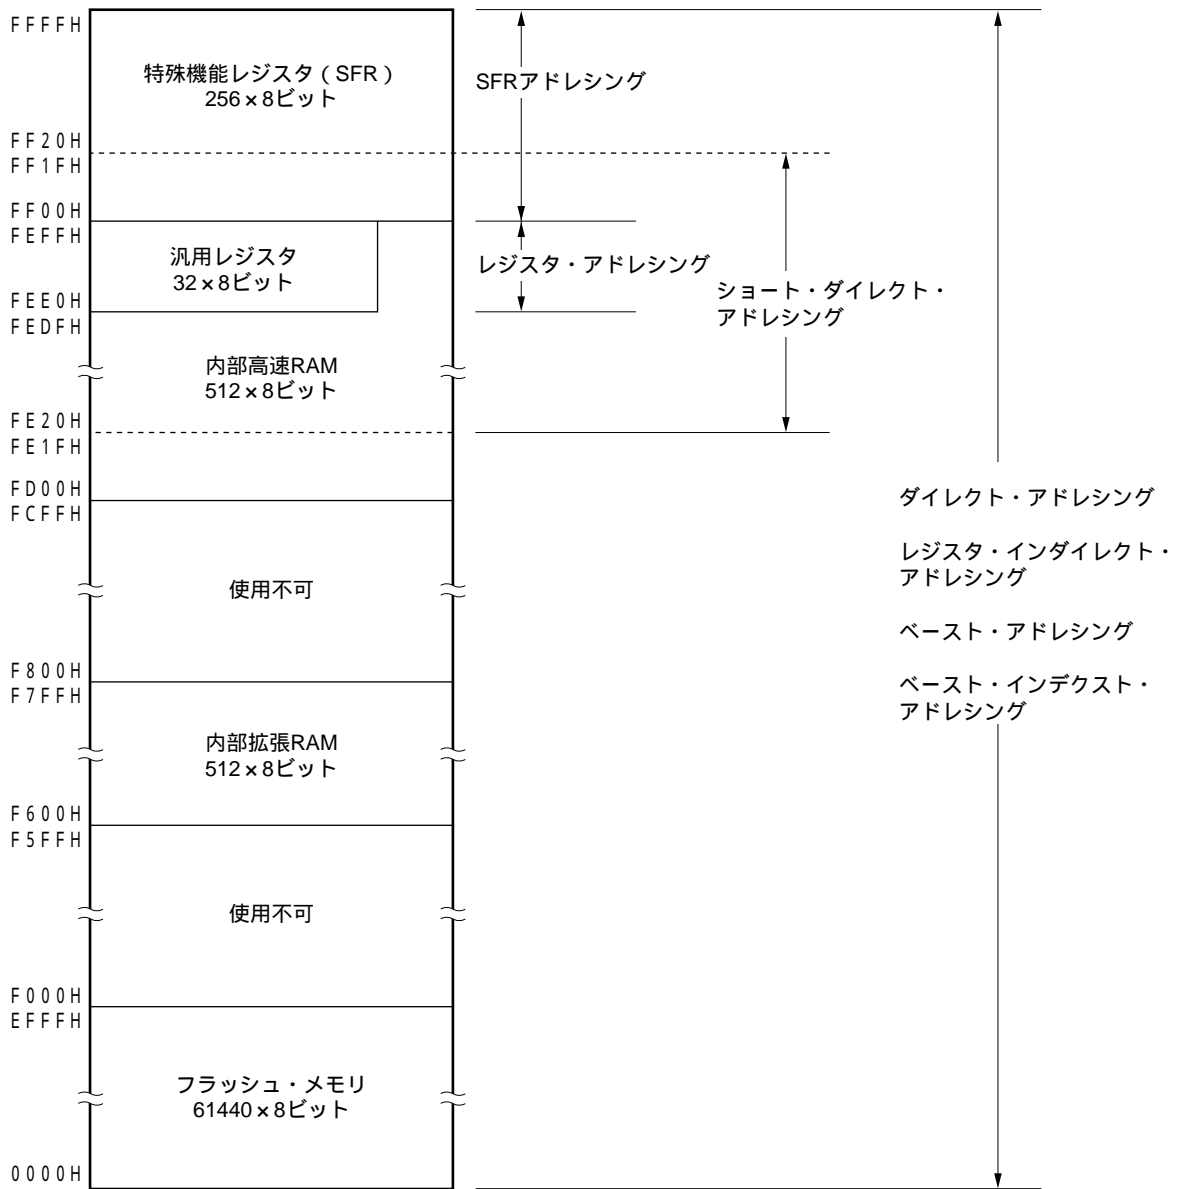 FFFFH
特殊機能レジスタ(SFR)
256×8ビット
SFRアドレシング
FF20H
FF1FH
FF00H
FEFFH
汎用レジスタ
32×8ビット
レジスタ・アドレシング
ショート・ダイレクト・
アドレシング
FEE0H
FEDFH
内部高速RAM
512×8ビット
FE20H
FE1FH
FD00H
FCFFH
ダイレクト・アドレシング
レジスタ・インダイレクト・
アドレシング
ベースト・アドレシング
ベースト・インデクスト・
アドレシング
使用不可
F800H
F7FFH
内部拡張RAM
512×8ビット
F600H
F5FFH
使用不可
F000H
EFFFH
フラッシュ・メモリ
61440×8ビット
0000H